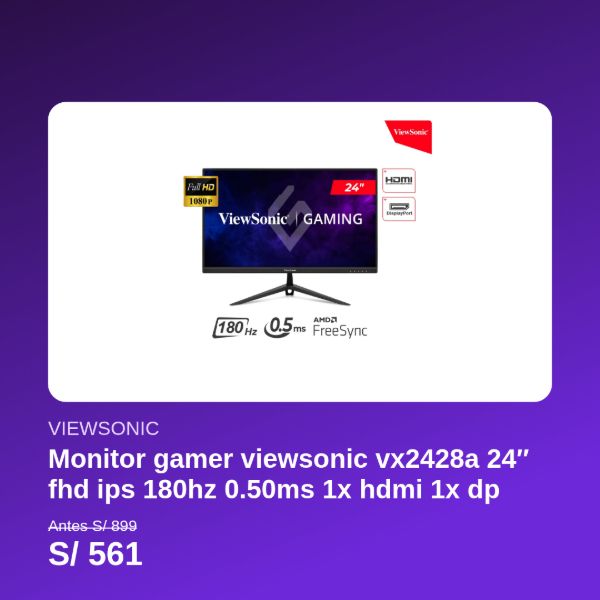 ViewSonic
Full HD
1080P
24"
HDMI
DisplayPort
ViewSonic | GAMING
180Hz
0.5ms
AMD
FreeSync
VIEWSONIC
Monitor gamer viewsonic vx2428a 24″
fhd ips 180hz 0.50ms 1x hdmi 1x dp
Antes S/ 899
S/ 561